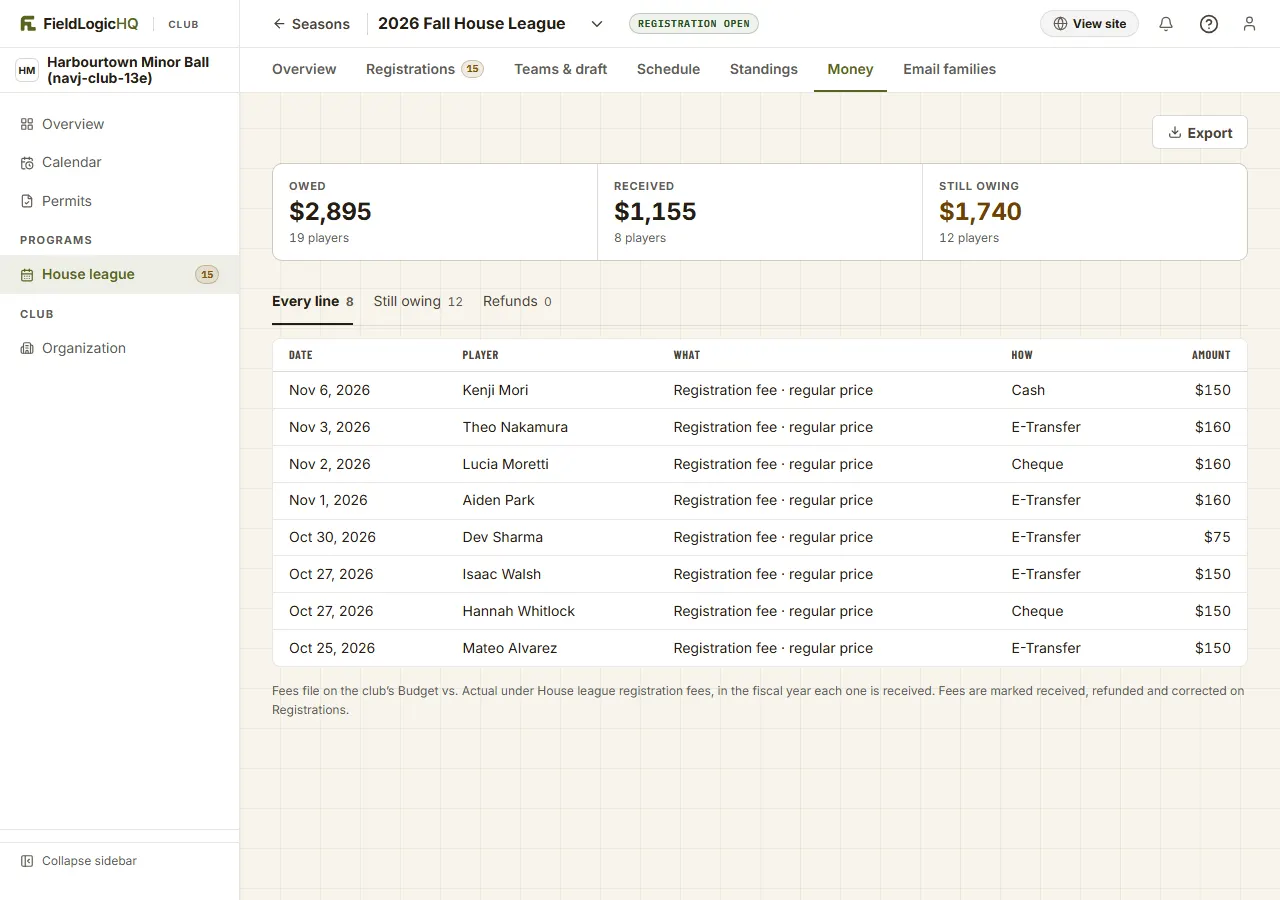 FieldLogicHQ CLUB
← Seasons 2026 Fall House League REGISTRATION OPEN View site
HM Harbourtown Minor Ball
(navj-club-13e)
Overview Registrations 15 Teams & draft Schedule Standings Money Email families
Overview
Calendar
Permits
PROGRAMS
House league 15
CLUB
Organization
Collapse sidebar
Export
OWED RECEIVED STILL OWING
$2,895 $1,155 $1,740
19 players 8 players 12 players
Every line 8 Still owing 12 Refunds 0
DATE PLAYER WHAT HOW AMOUNT
Nov 6, 2026 Kenji Mori Registration fee · regular price Cash $150
Nov 3, 2026 Theo Nakamura Registration fee · regular price E-Transfer $160
Nov 2, 2026 Lucia Moretti Registration fee · regular price Cheque $160
Nov 1, 2026 Aiden Park Registration fee · regular price E-Transfer $160
Oct 30, 2026 Dev Sharma Registration fee · regular price E-Transfer $75
Oct 27, 2026 Isaac Walsh Registration fee · regular price E-Transfer $150
Oct 27, 2026 Hannah Whitlock Registration fee · regular price Cheque $150
Oct 25, 2026 Mateo Alvarez Registration fee · regular price E-Transfer $150
Fees file on the club’s Budget vs. Actual under House league registration fees, in the fiscal year each one is received. Fees are marked received, refunded and corrected on
Registrations.